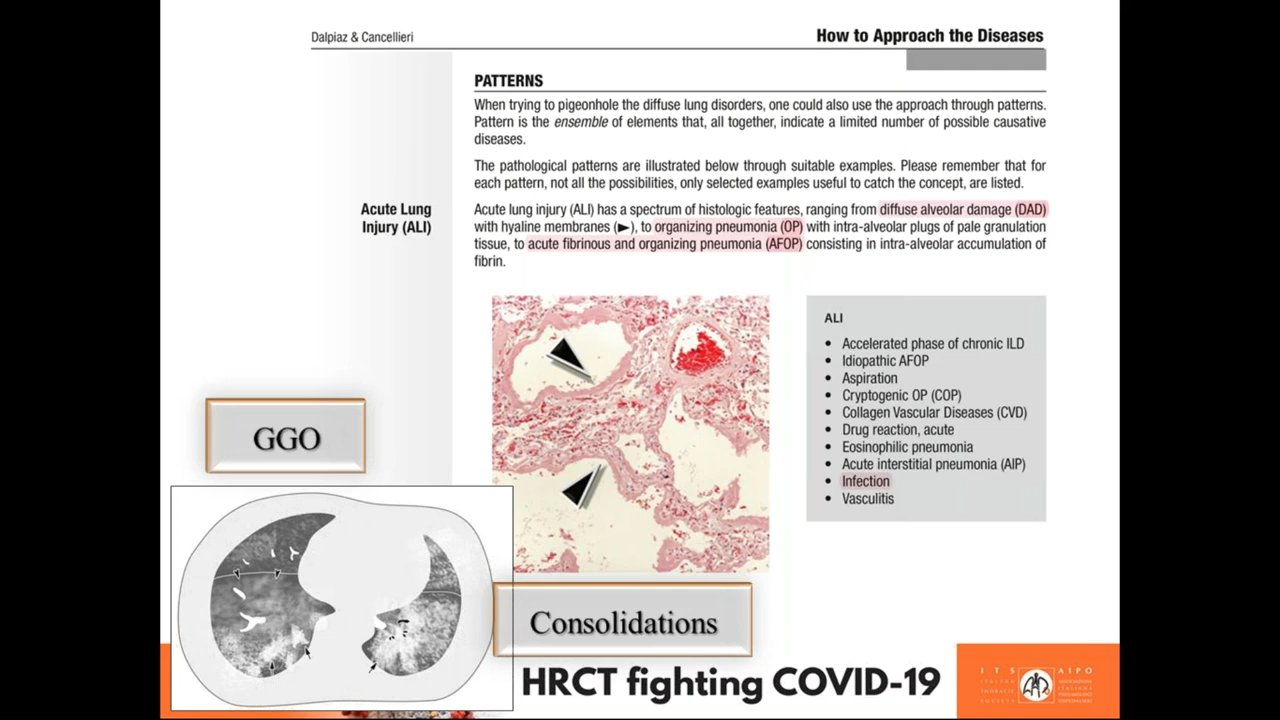 Dalpiaz & Cancellieri
How to Approach the Diseases
PATTERNS
When trying to pigeonhole the diffuse lung disorders, one could also use the approach through patterns.
Pattern is the ensemble of elements that, all together, indicate a limited number of possible causative
diseases.
The pathological patterns are illustrated below through suitable examples. Please remember that for
each pattern, not all the possibilities, only selected examples useful to catch the concept, are listed.
Acute Lung
Injury (ALI)
Acute lung injury (ALI) has a spectrum of histologic features, ranging from diffuse alveolar damage (DAD)
with hyaline membranes (►), to organizing pneumonia (OP) with intra-alveolar plugs of pale granulation
tissue, to acute fibrinous and organizing pneumonia (AFOP) consisting in intra-alveolar accumulation of
fibrin.
ALI
• Accelerated phase of chronic ILD
• Idiopathic AFOP
• Aspiration
• Cryptogenic OP (COP)
• Collagen Vascular Diseases (CVD)
• Drug reaction, acute
• Eosinophilic pneumonia
• Acute interstitial pneumonia (AIP)
• Infection
• Vasculitis
GGO
Consolidations
HRCT fighting COVID-19
ITS
AIPO